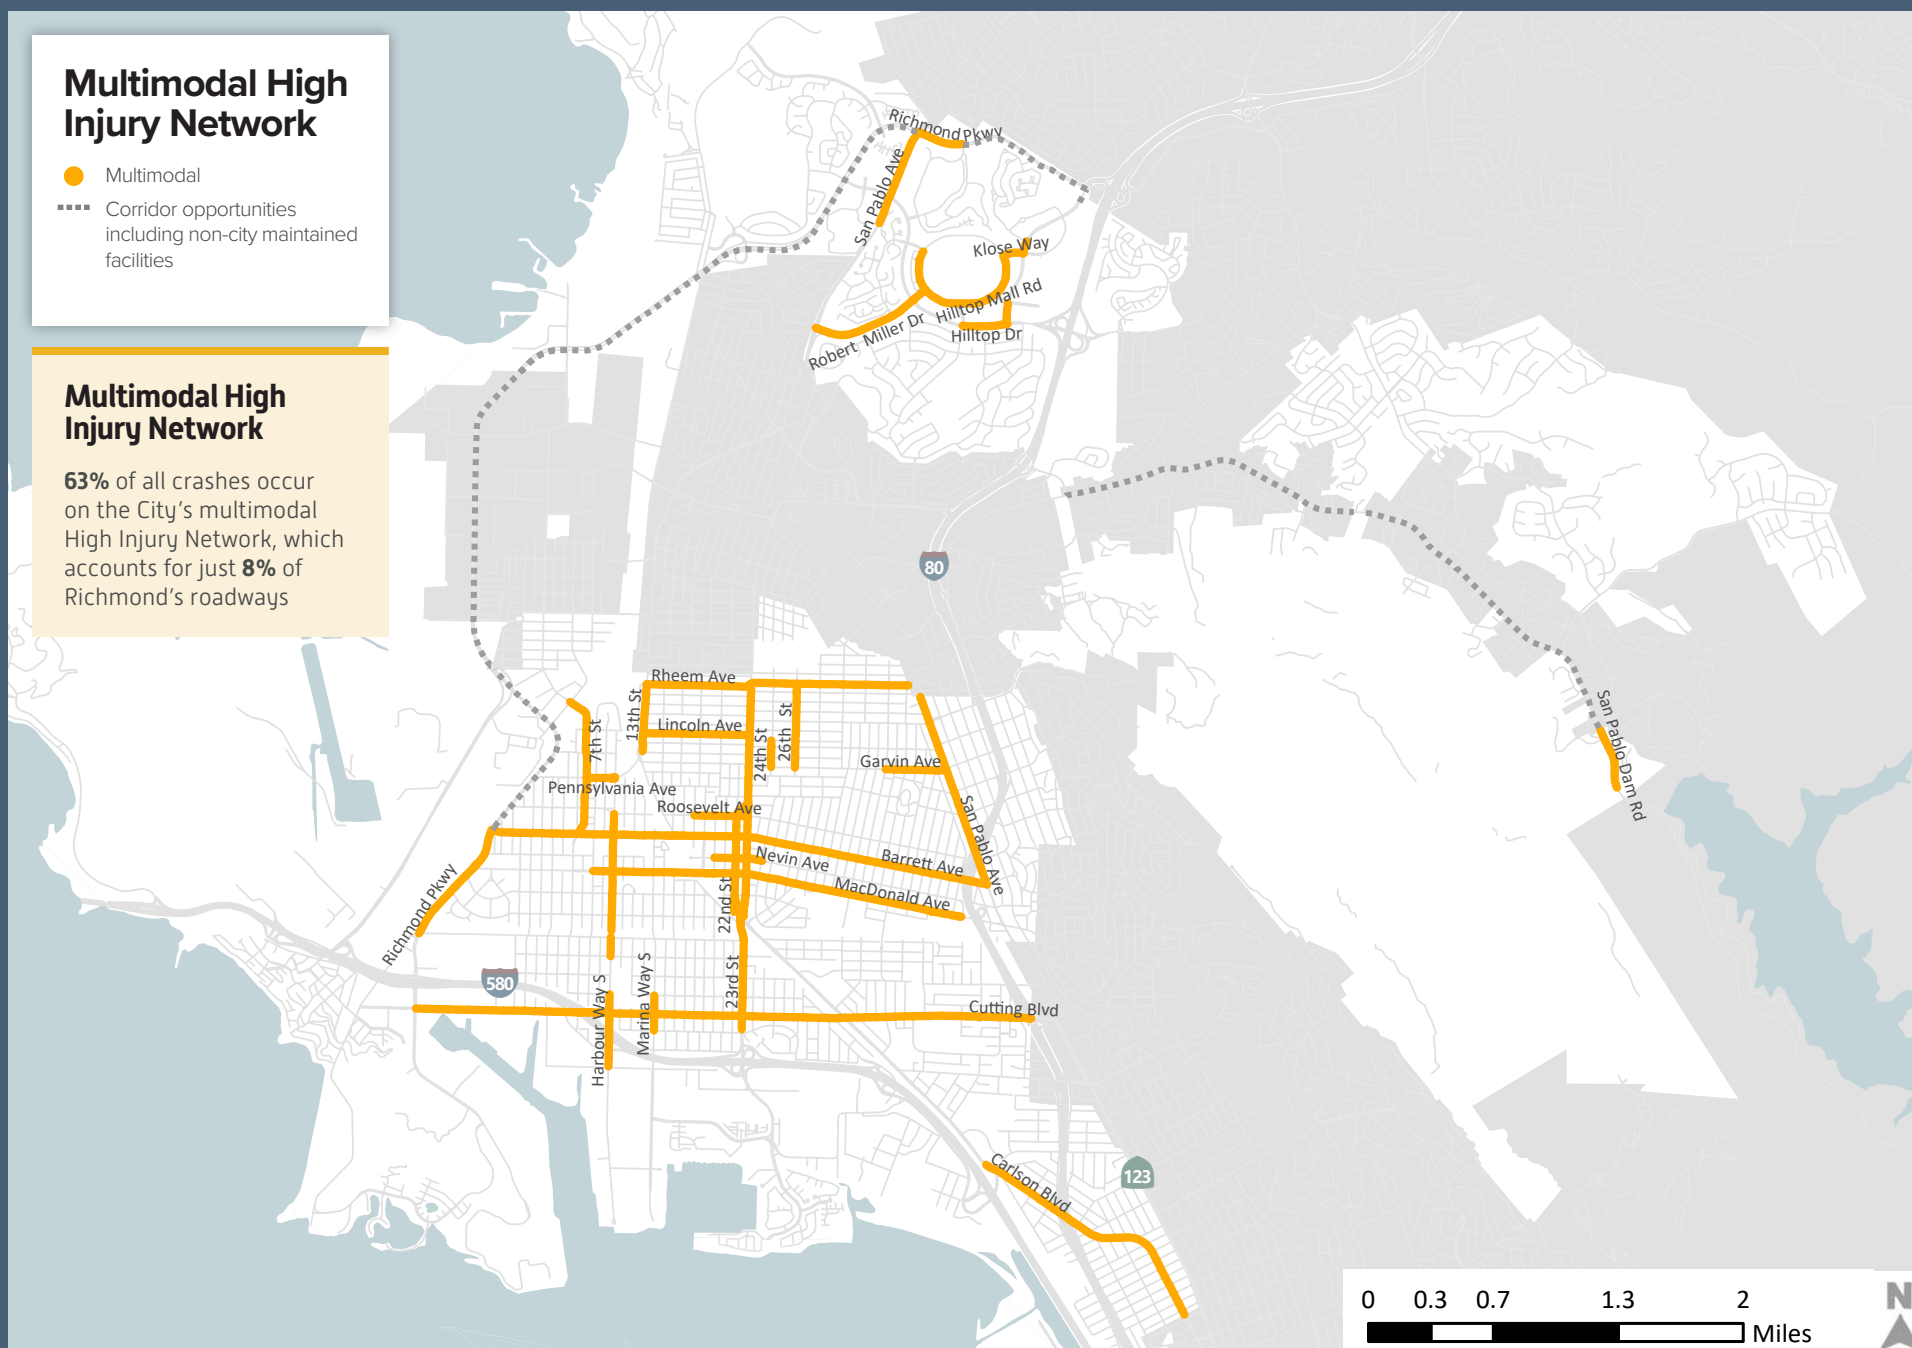 Multimodal High
Injury Network
Multimodal
Corridor opportunities
including non-city maintained
facilities
Multimodal High
Injury Network
63% of all crashes occur
on the City's multimodal
High Injury Network, which
accounts for just 8% of
Richmond's roadways
Richmond Pkwy
San Pablo Ave
Klose Way
Hilltop Mall Rd
Robert Miller Dr
Hilltop Dr
80
Rheem Ave
13th St
Lincoln Ave
7th St
24th St
26th St
Garvin Ave
Pennsylvania Ave
Roosevelt Ave
San Pablo Ave
San Pablo Dam Rd
Nevin Ave
Barrett Ave
MacDonald Ave
22nd St
Richmond Pkwy
580
Harbour Way S
Marina Way S
23rd St
Cutting Blvd
Carlson Blvd
123
0 0.3 0.7 1.3 2
Miles
N